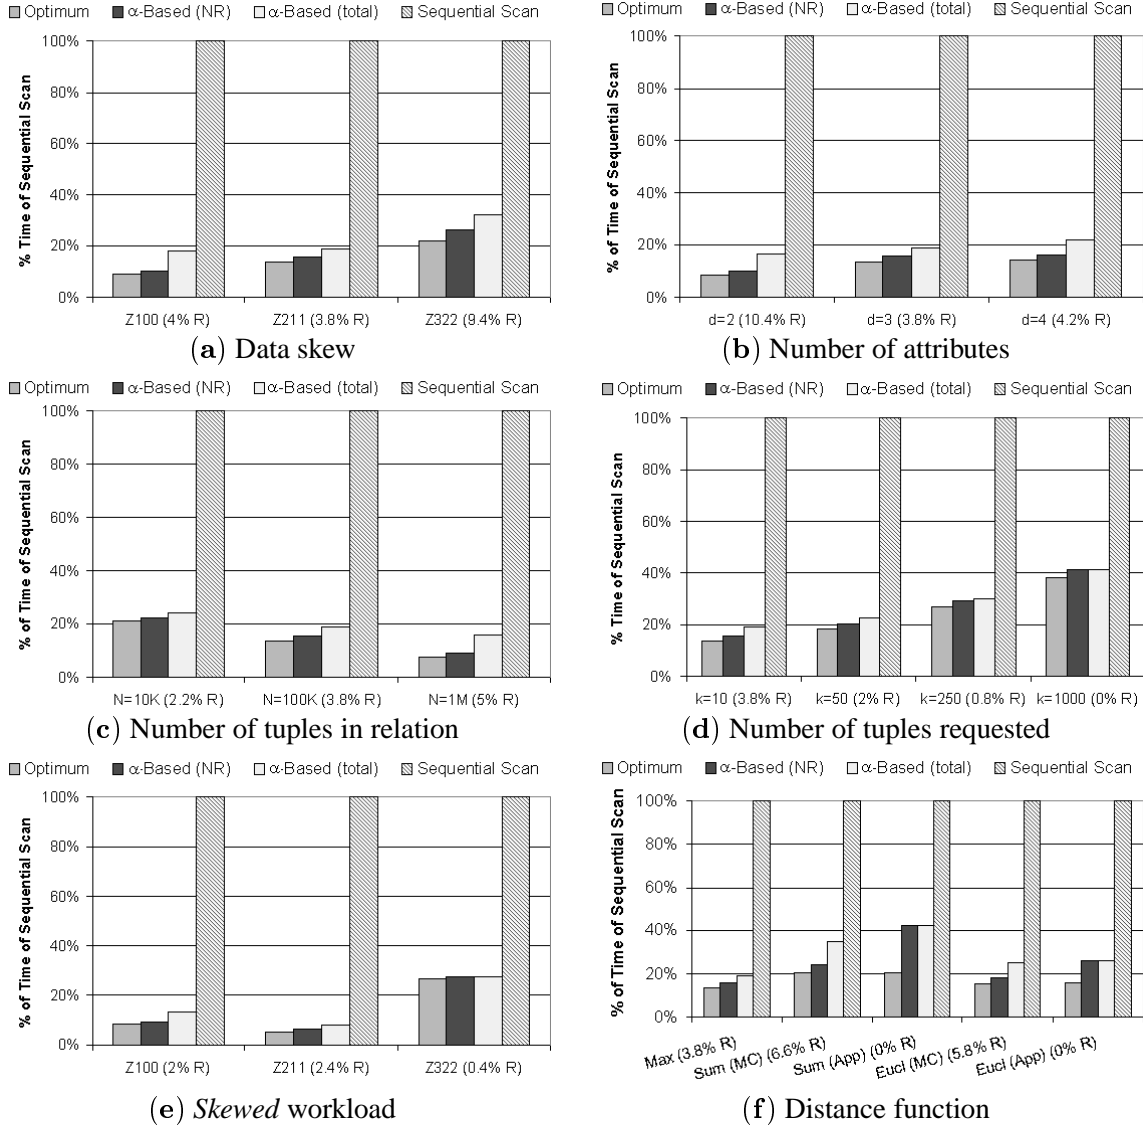 Optimum α-Based (NR) α-Based (total) Sequential Scan
% Time of Sequential Scan
100%
80%
60%
40%
20%
0%
Z100 (4% R) Z211 (3.8% R) Z322 (9.4% R)
(a) Data skew
Optimum α-Based (NR) α-Based (total) Sequential Scan
% of Time of Sequential Scan
100%
80%
60%
40%
20%
0%
d=2 (10.4% R) d=3 (3.8% R) d=4 (4.2% R)
(b) Number of attributes
Optimum α-Based (NR) α-Based (total) Sequential Scan
% of Time of Sequential Scan
100%
80%
60%
40%
20%
0%
N=10K (2.2% R) N=100K (3.8% R) N=1M (5% R)
(c) Number of tuples in relation
Optimum α-Based (NR) α-Based (total) Sequential Scan
% Time of Sequential Scan
100%
80%
60%
40%
20%
0%
k=10 (3.8% R) k=50 (2% R) k=250 (0.8% R) k=1000 (0% R)
(d) Number of tuples requested
Optimum α-Based (NR) α-Based (total) Sequential Scan
% of Time of Sequential Scan
100%
80%
60%
40%
20%
0%
Z100 (2% R) Z211 (2.4% R) Z322 (0.4% R)
(e) Skewed workload
Optimum α-Based (NR) α-Based (total) Sequential Scan
% of Time of Sequential Scan
100%
80%
60%
40%
20%
0%
Max (3.8% R) Sum (MC) (6.6% R) Sum (App) (0% R) Eucl (MC) (5.8% R) Eucl (App) (0% R)
(f) Distance function